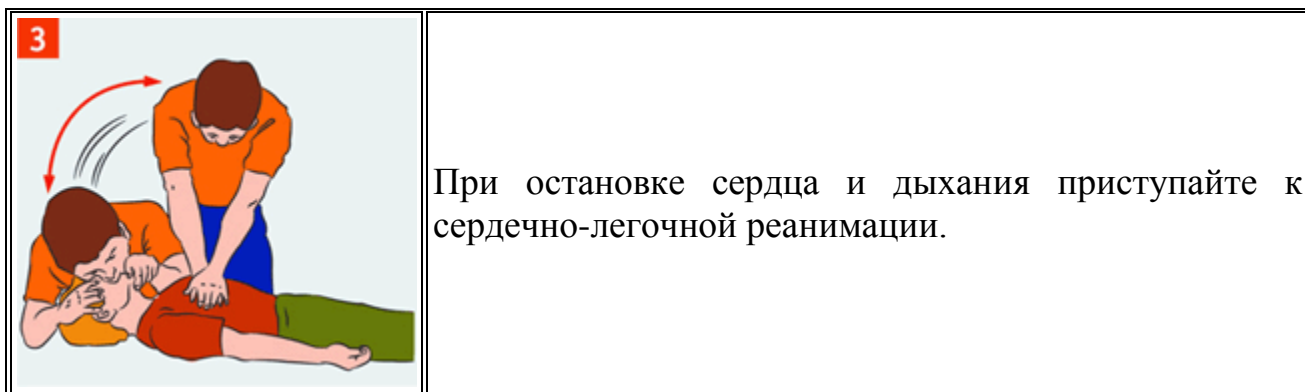 3
При остановке сердца и дыхания приступайте к
сердечно-легочной реанимации.